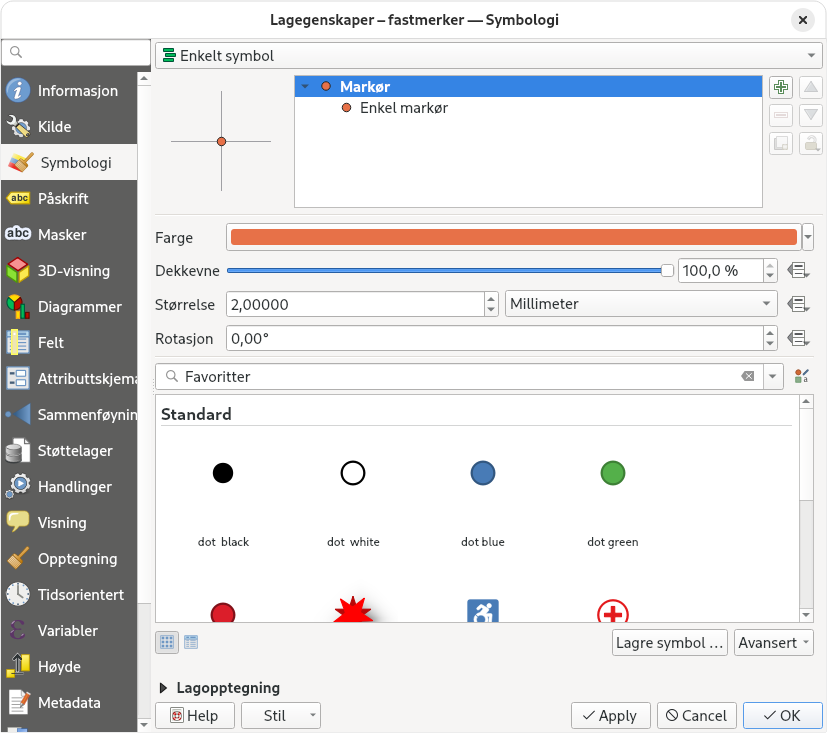 Lagegenskaper – fastmerker — Symbologi
Informasjon
Kilde
Symbologi
abc Påskrift
abc Masker
3D-visning
Diagrammer
Felt
Attributtskjema
Sammenføynin
Støttelager
Handlinger
Visning
Opptegning
Tidsorientert
Variabler
Høyde
Metadata
Enkelt symbol
Markør
Enkel markør
Farge
Dekkevne 100,0 %
Størrelse 2,00000 Millimeter
Rotasjon 0,00°
Favoritter
Standard
dot black dot white dot blue dot green
Lagre symbol … Avansert
Lagopptegning
Help Stil Apply Cancel OK